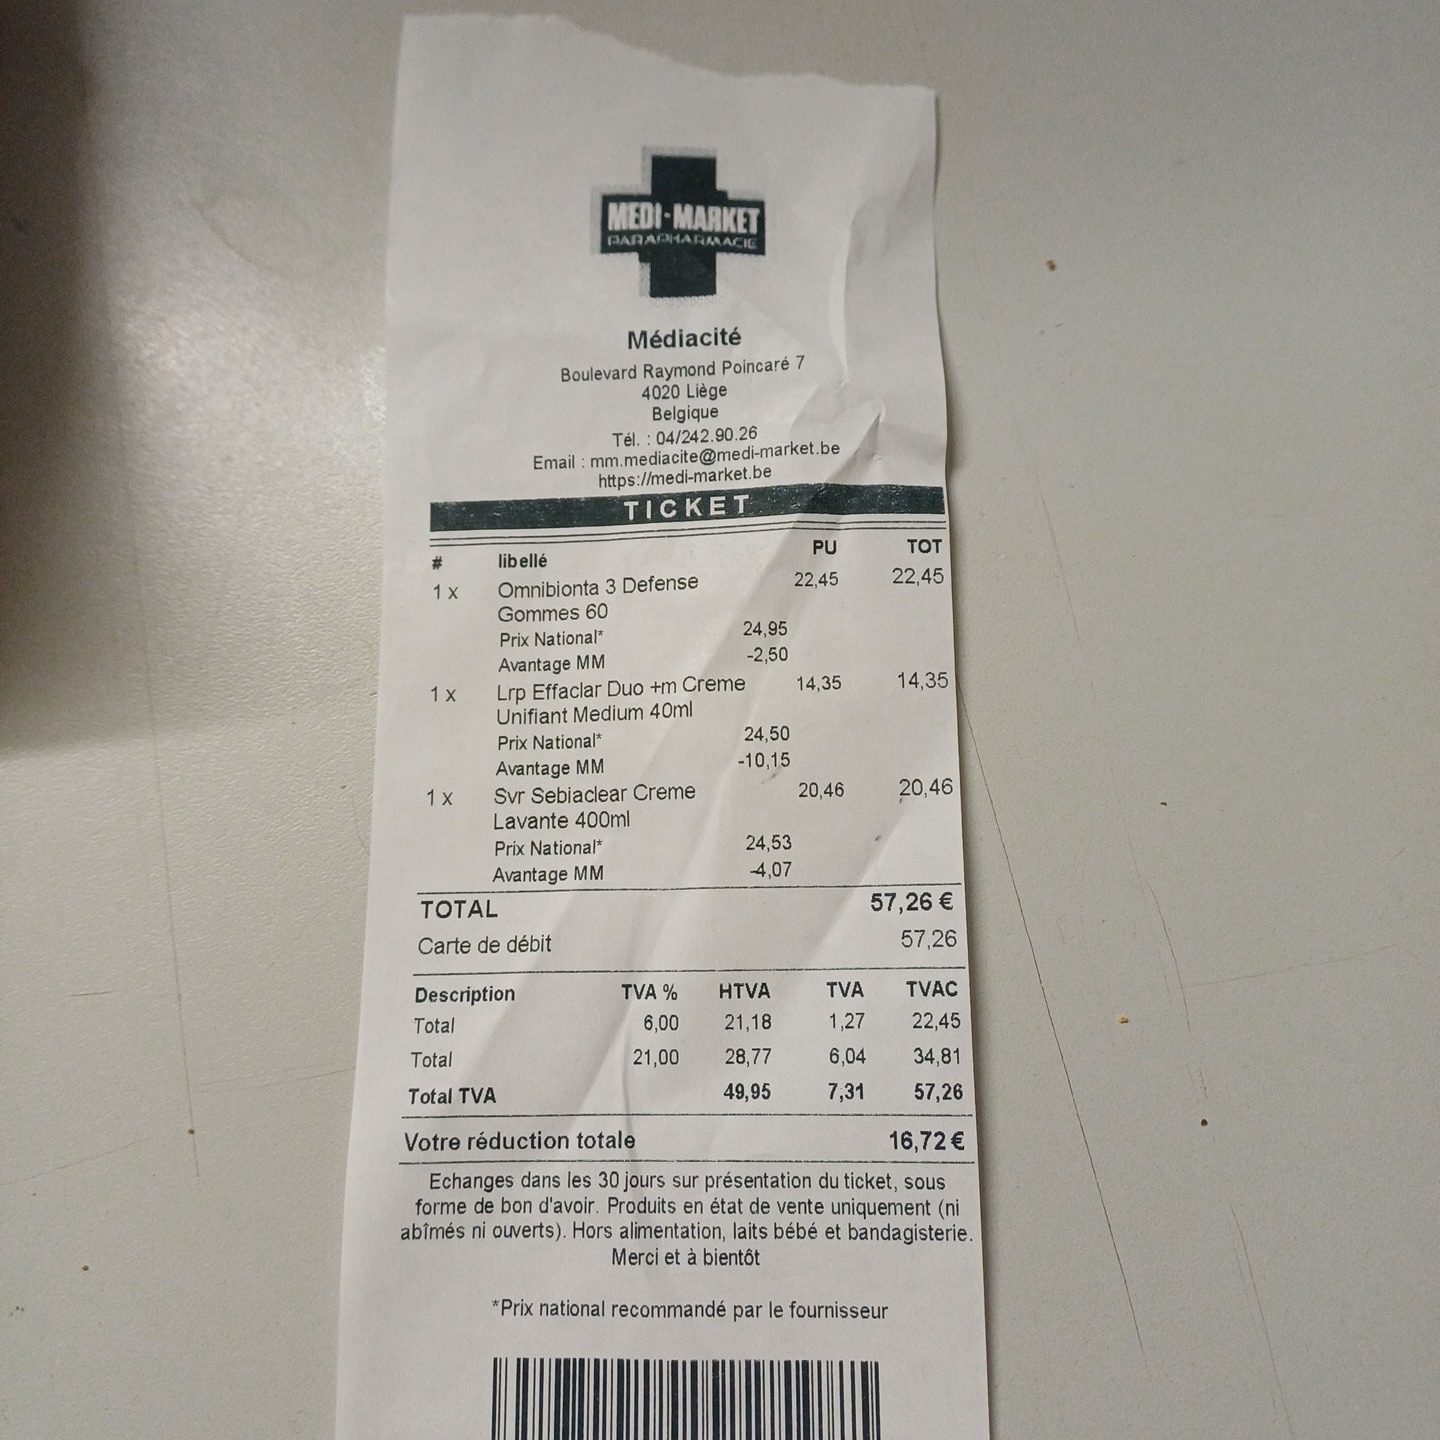 MEDI-MARKET
PARAPHARMACIE
Médiacité
Boulevard Raymond Poincaré 7
4020 Liège
Belgique
Tél. : 04/242.90.26
Email : mm.mediacite@medi-market.be
https://medi-market.be
TICKET
# libellé PU TOT
1 x Omnibionta 3 Defense 22,45 22,45
Gommes 60
Prix National* 24,95
Avantage MM -2,50
1 x Lrp Effaclar Duo +m Creme 14,35 14,35
Unifiant Medium 40ml
Prix National* 24,50
Avantage MM -10,15
1 x Svr Sebiaclear Creme 20,46 20,46
Lavante 400ml
Prix National* 24,53
Avantage MM -4,07
TOTAL 57,26 €
Carte de débit 57,26
Description TVA % HTVA TVA TVAC
Total 6,00 21,18 1,27 22,45
Total 21,00 28,77 6,04 34,81
Total TVA 49,95 7,31 57,26
Votre réduction totale 16,72 €
Echanges dans les 30 jours sur présentation du ticket, sous
forme de bon d'avoir. Produits en état de vente uniquement (ni
abîmés ni ouverts). Hors alimentation, laits bébé et bandagisterie.
Merci et à bientôt
*Prix national recommandé par le fournisseur